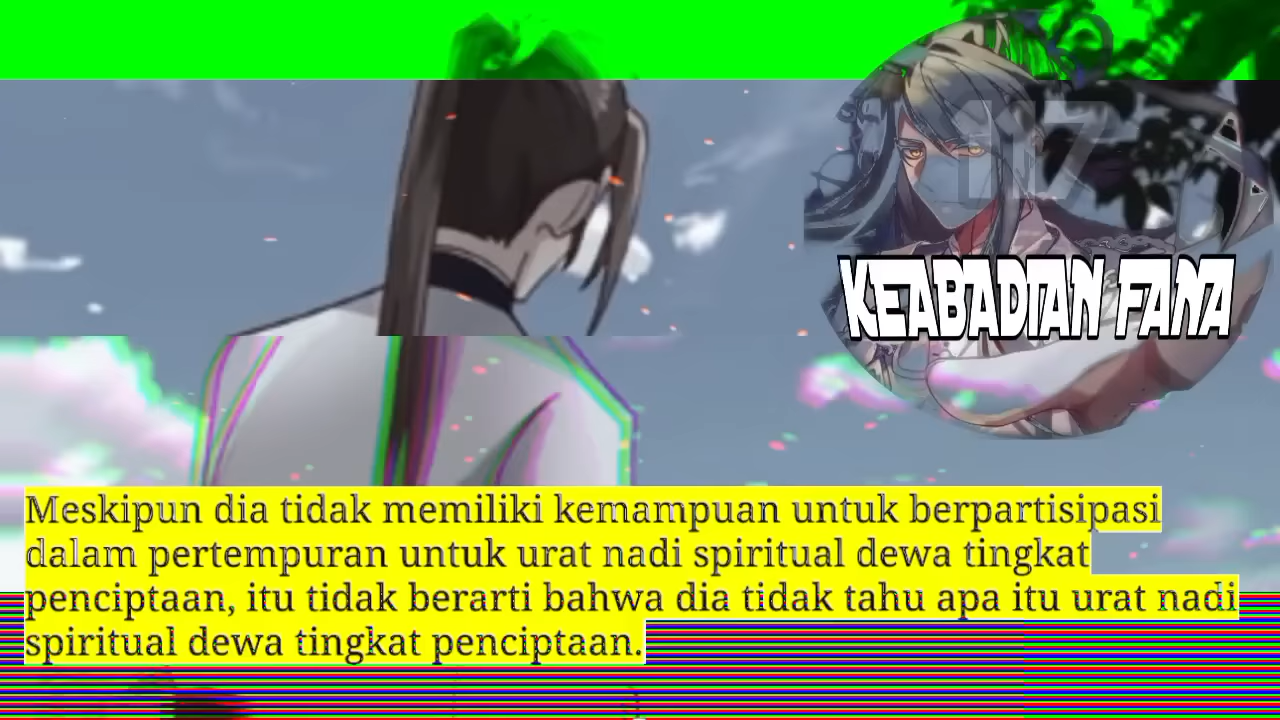 117
KEABADIAN FANA
Meskipun dia tidak memiliki kemampuan untuk berpartisipasi
dalam pertempuran untuk urat nadi spiritual dewa tingkat
penciptaan, itu tidak berarti bahwa dia tidak tahu apa itu urat nadi
spiritual dewa tingkat penciptaan.